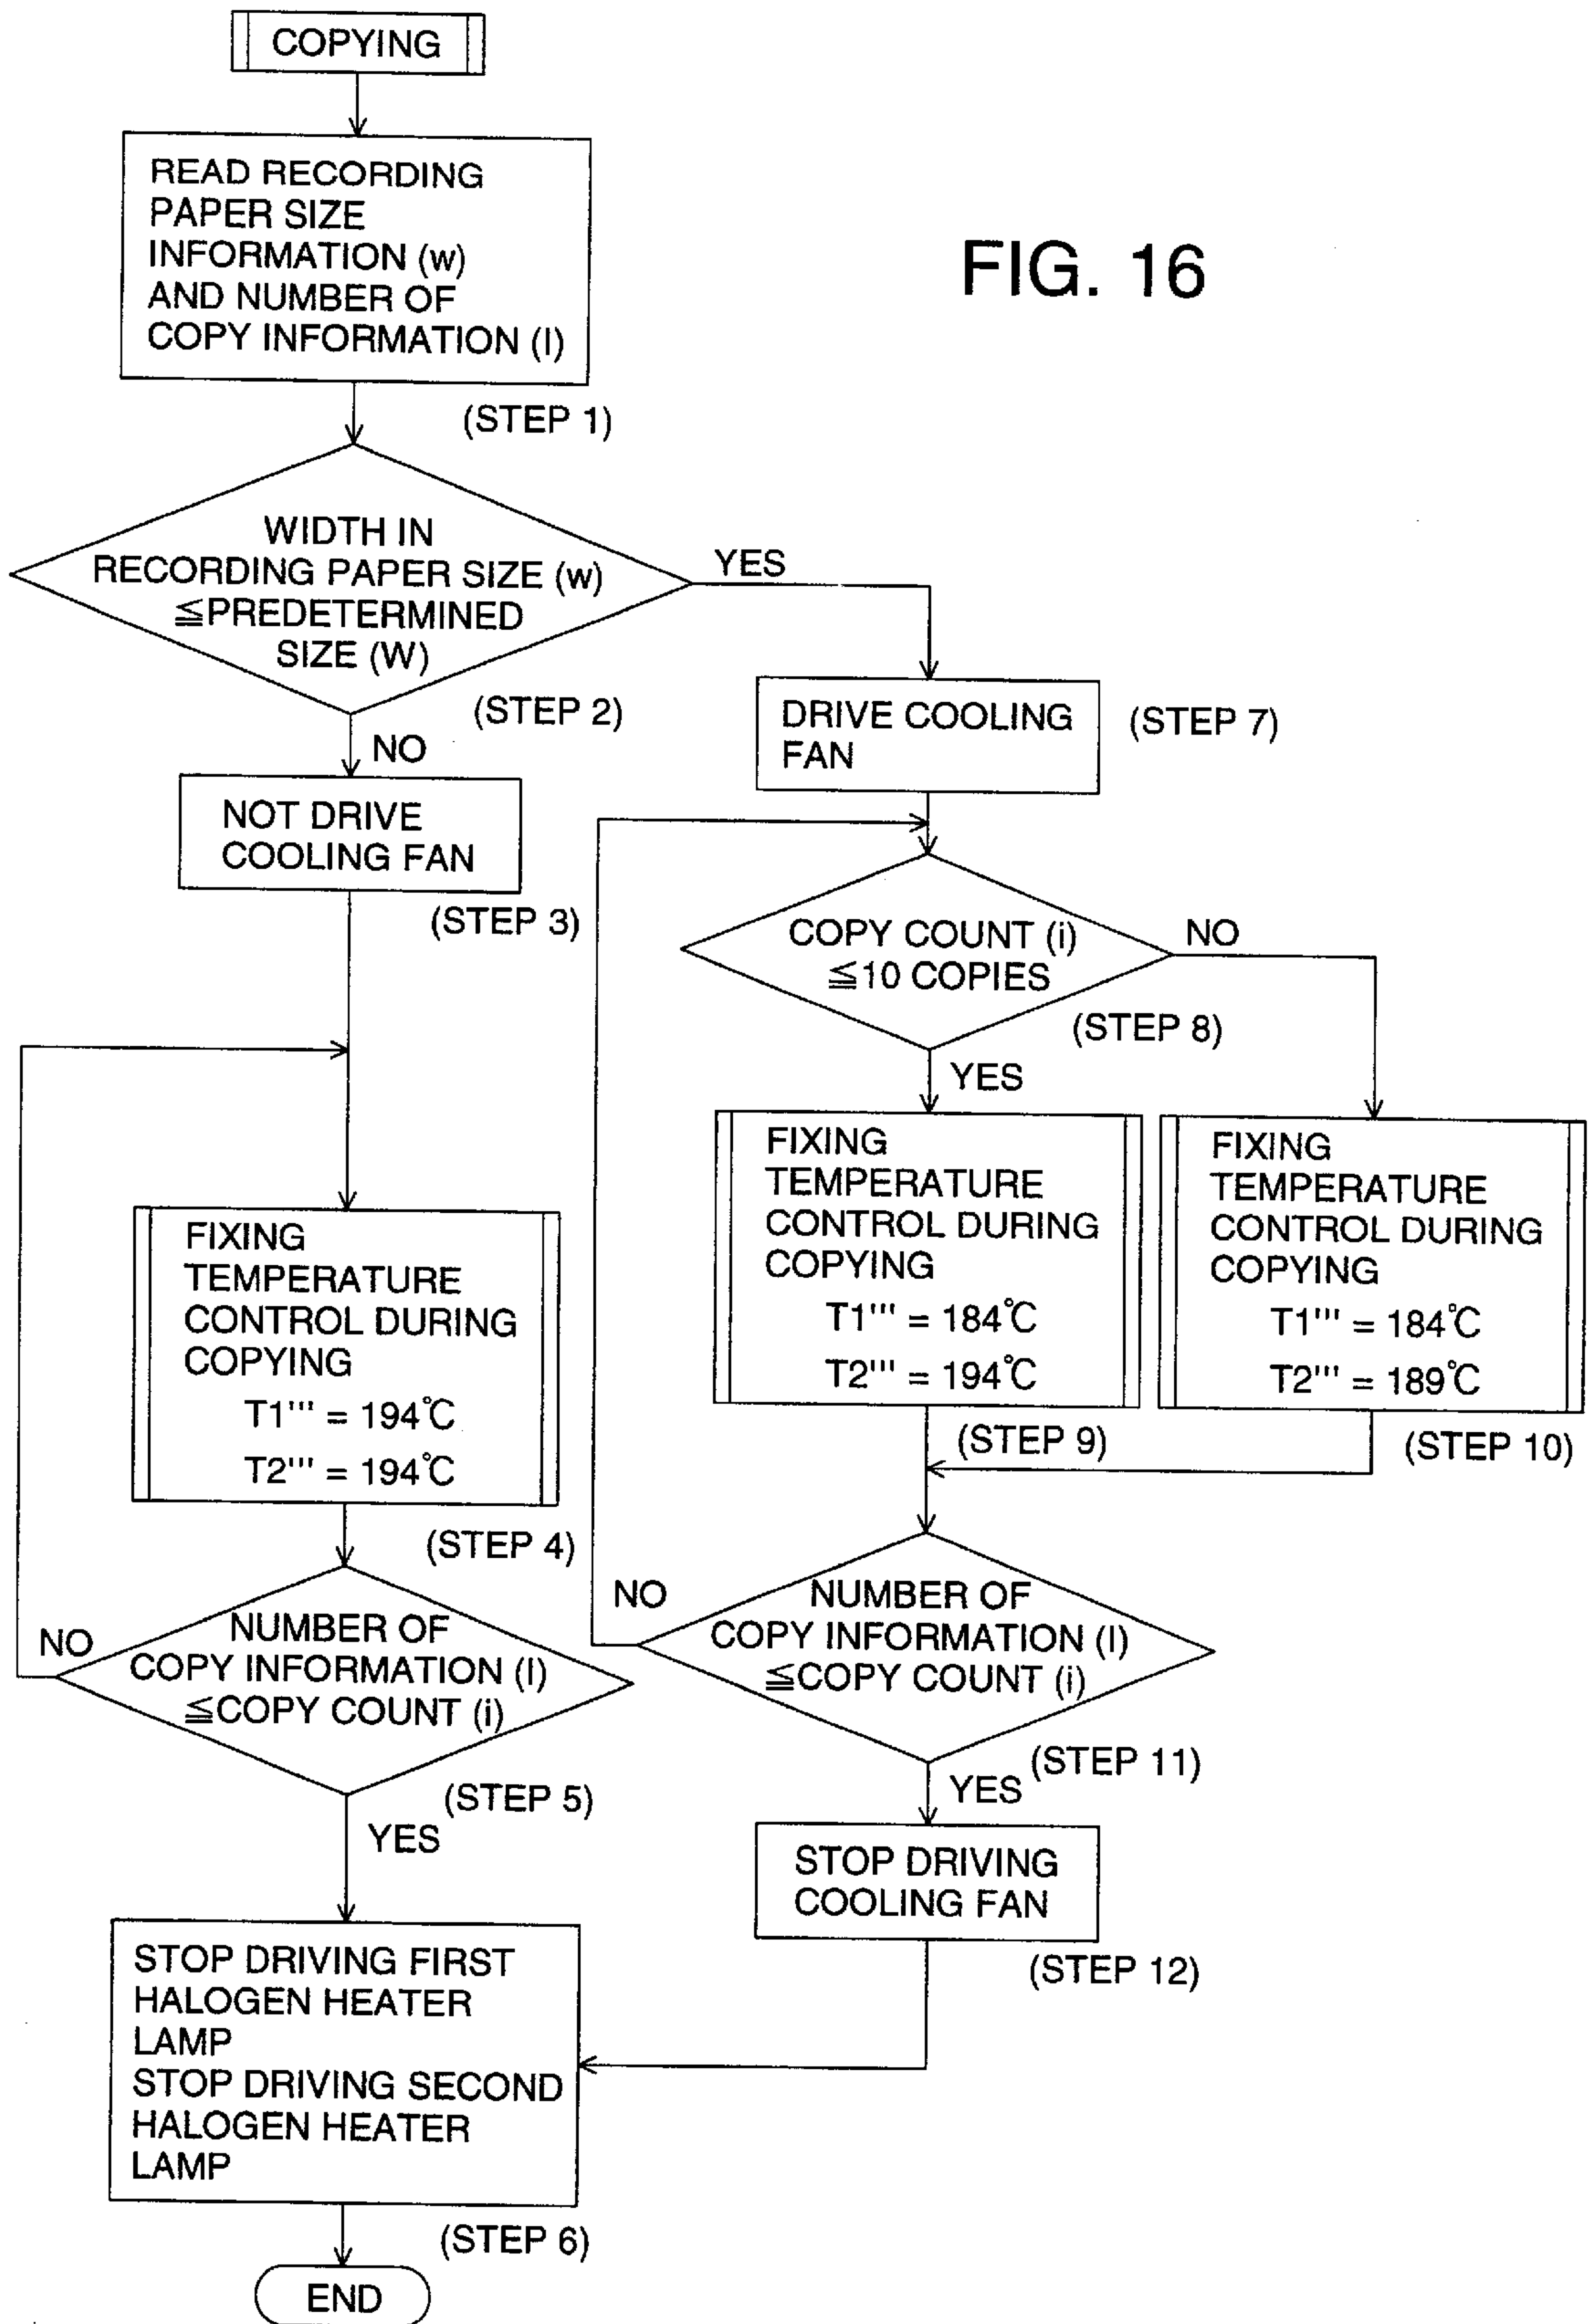 COPYING
READ RECORDING
PAPER SIZE
INFORMATION (w)
AND NUMBER OF
COPY INFORMATION (I)
(STEP 1)
FIG. 16
WIDTH IN
RECORDING PAPER SIZE (w)
≦PREDETERMINED
SIZE (W)
(STEP 2)
YES
NO
NOT DRIVE
COOLING FAN
(STEP 3)
FIXING
TEMPERATURE
CONTROL DURING
COPYING
T1''' = 194℃
T2''' = 194℃
(STEP 4)
NUMBER OF
COPY INFORMATION (I)
≦COPY COUNT (i)
(STEP 5)
NO
YES
STOP DRIVING FIRST
HALOGEN HEATER
LAMP
STOP DRIVING SECOND
HALOGEN HEATER
LAMP
(STEP 6)
END
DRIVE COOLING
FAN
(STEP 7)
COPY COUNT (i)
≦10 COPIES
(STEP 8)
NO
YES
FIXING
TEMPERATURE
CONTROL DURING
COPYING
T1''' = 184℃
T2''' = 194℃
(STEP 9)
FIXING
TEMPERATURE
CONTROL DURING
COPYING
T1''' = 184℃
T2''' = 189℃
(STEP 10)
NUMBER OF
COPY INFORMATION (I)
≦COPY COUNT (i)
(STEP 11)
NO
YES
STOP DRIVING
COOLING FAN
(STEP 12)